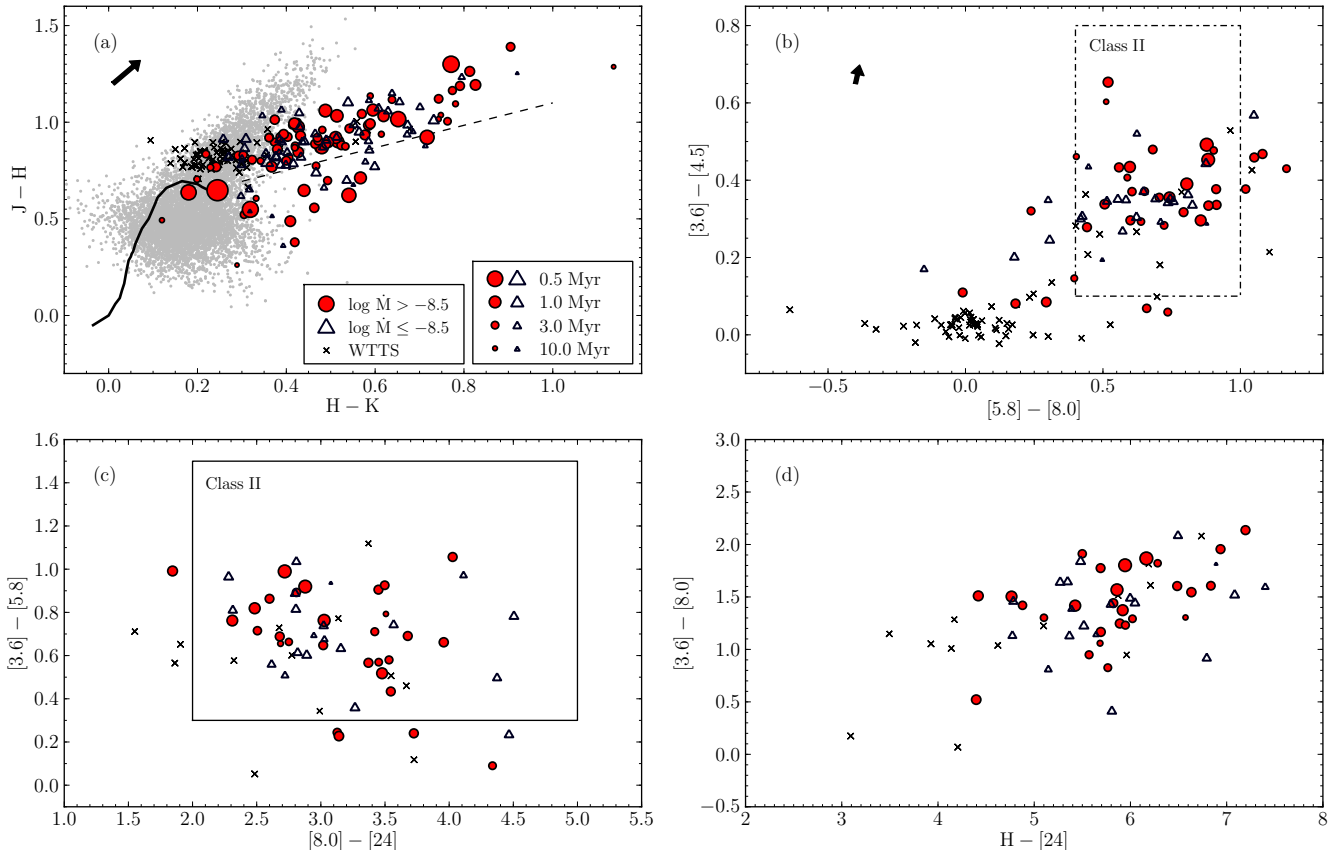 (a)
1.5
1.0
0.5
0.0
J − H
0.0 0.2 0.4 0.6 0.8 1.0
H − K
log Ṁ > −8.5
log Ṁ ≤ −8.5
WTTS
0.5 Myr
1.0 Myr
3.0 Myr
10.0 Myr
(b)
Class II
0.8
0.6
0.4
0.2
0.0
[3.6] − [4.5]
−0.5 0.0 0.5 1.0
[5.8] − [8.0]
(c)
Class II
1.6
1.4
1.2
1.0
0.8
0.6
0.4
0.2
0.0
[3.6] − [5.8]
1.0 1.5 2.0 2.5 3.0 3.5 4.0 4.5 5.0 5.5
[8.0] − [24]
(d)
3.0
2.5
2.0
1.5
1.0
0.5
0.0
−0.5
[3.6] − [8.0]
2 3 4 5 6 7 8
H − [24]